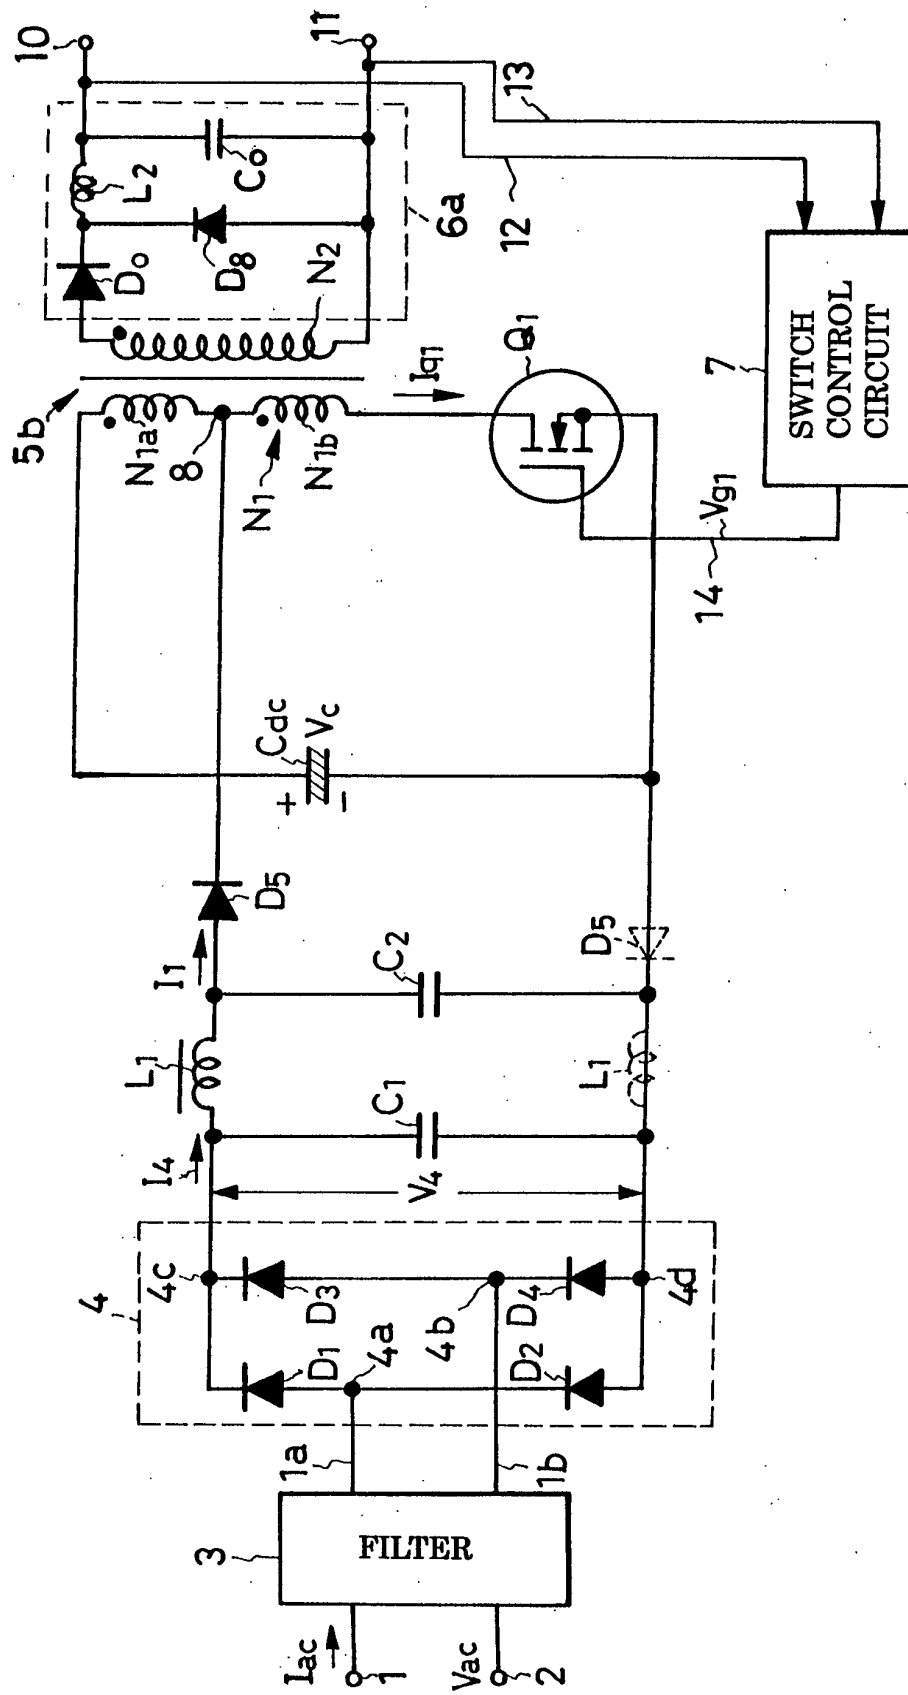 Iac
1
Vac
2
3
FILTER
1a
1b
4
4c
D1
D3
4a
4b
D2
D4
4d
I4
V4
L1
C1
L1
I1
C2
D5
D5
Cdc
+
Vc
−
5b
N1a
8
N1
N1b
Iq1
Q1
N2
D0
D8
L2
C0
6a
10
11
12
13
14
Vg1
7
SWITCH
CONTROL
CIRCUIT